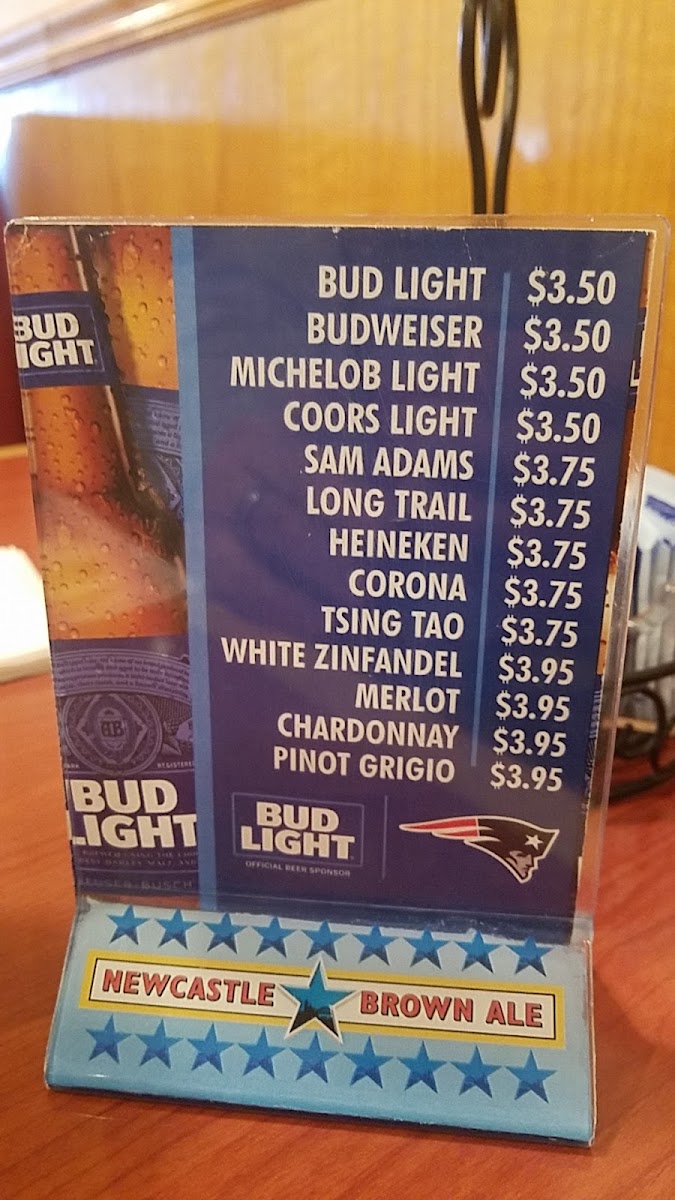 BUD LIGHT $3.50
BUDWEISER $3.50
MICHELOB LIGHT $3.50
COORS LIGHT $3.50
SAM ADAMS $3.75
LONG TRAIL $3.75
HEINEKEN $3.75
CORONA $3.75
TSING TAO $3.75
WHITE ZINFANDEL $3.95
MERLOT $3.95
CHARDONNAY $3.95
PINOT GRIGIO $3.95
BUD
LIGHT
OFFICIAL BEER SPONSOR
BUD
IGHT
REGISTERE
BUD
LIGHT
BUSCH
NEWCASTLE BROWN ALE